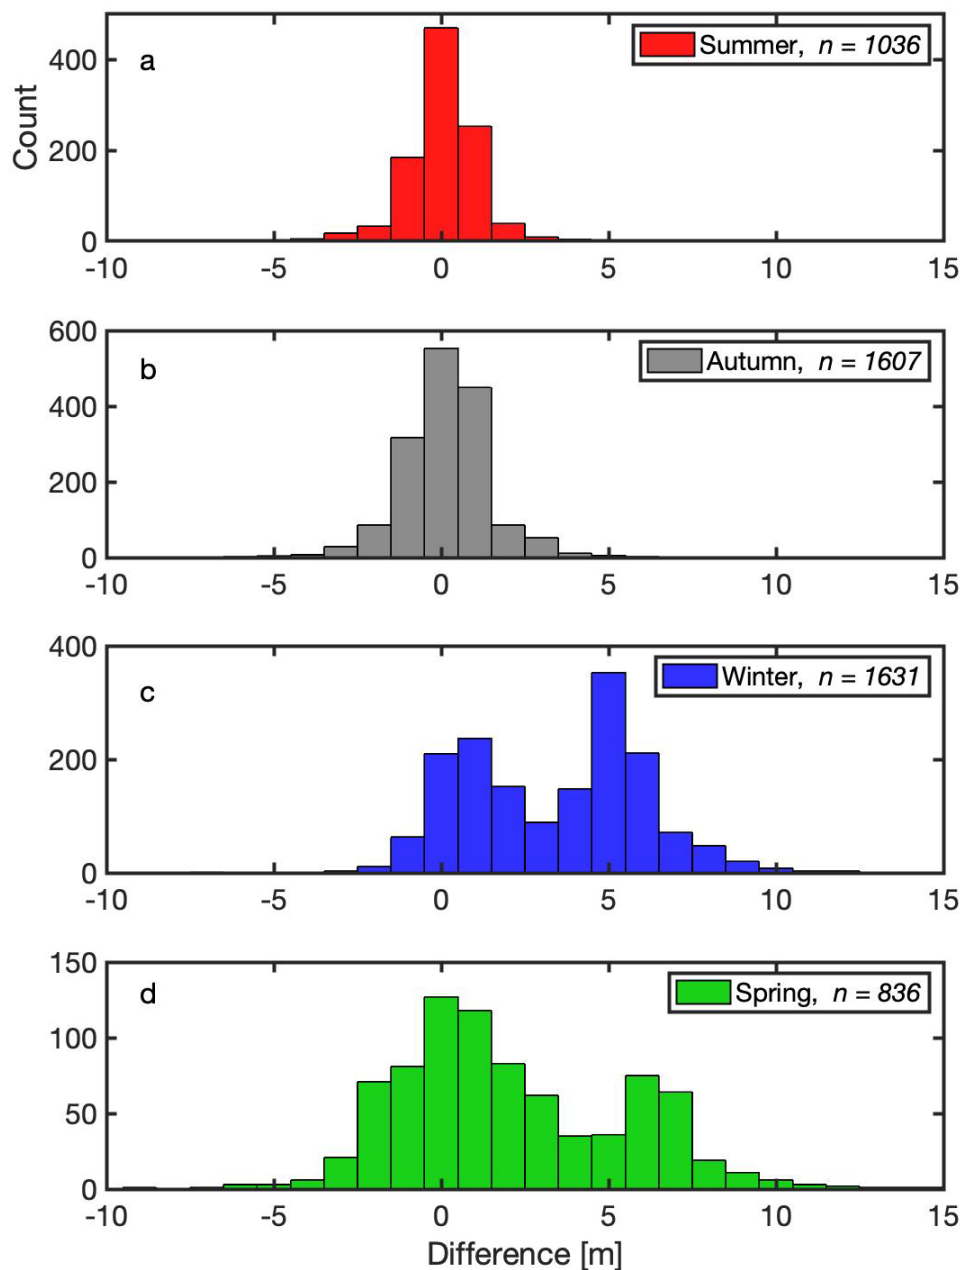 a
Summer, n = 1036
Count
400
200
0
-10 -5 0 5 10 15
b
Autumn, n = 1607
600
400
200
0
-10 -5 0 5 10 15
c
Winter, n = 1631
400
200
0
-10 -5 0 5 10 15
d
Spring, n = 836
150
100
50
0
-10 -5 0 5 10 15
Difference [m]